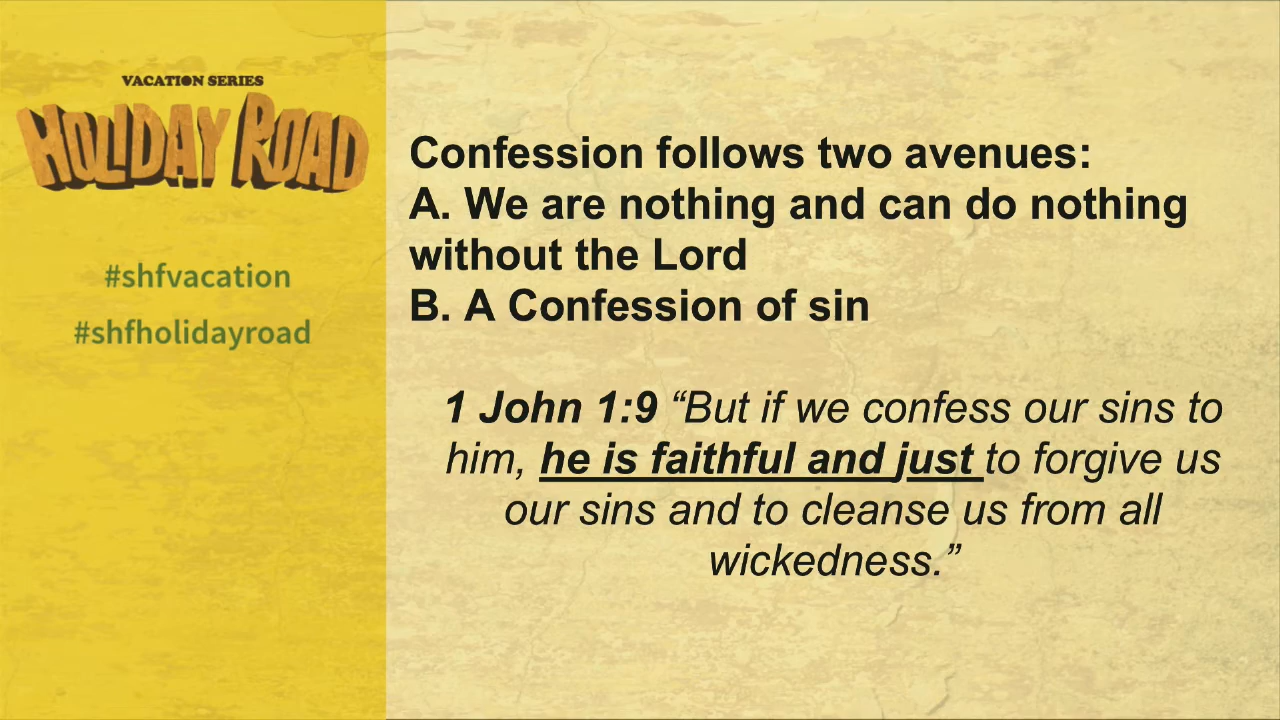 VACATION SERIES
HOLIDAY ROAD
#shfvacation
#shfholidayroad
Confession follows two avenues:
A. We are nothing and can do nothing
without the Lord
B. A Confession of sin
1 John 1:9 “But if we confess our sins to
him, he is faithful and just to forgive us
our sins and to cleanse us from all
wickedness.”